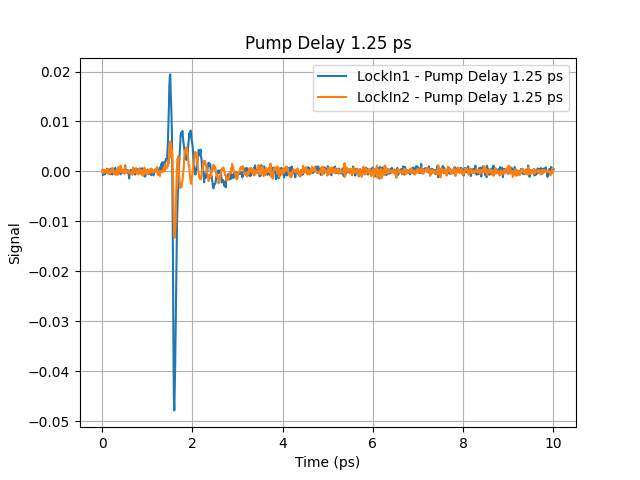 Pump Delay 1.25 ps
LockIn1 - Pump Delay 1.25 ps
LockIn2 - Pump Delay 1.25 ps
0.02
0.01
0.00
−0.01
−0.02
−0.03
−0.04
−0.05
Signal
0 2 4 6 8 10
Time (ps)